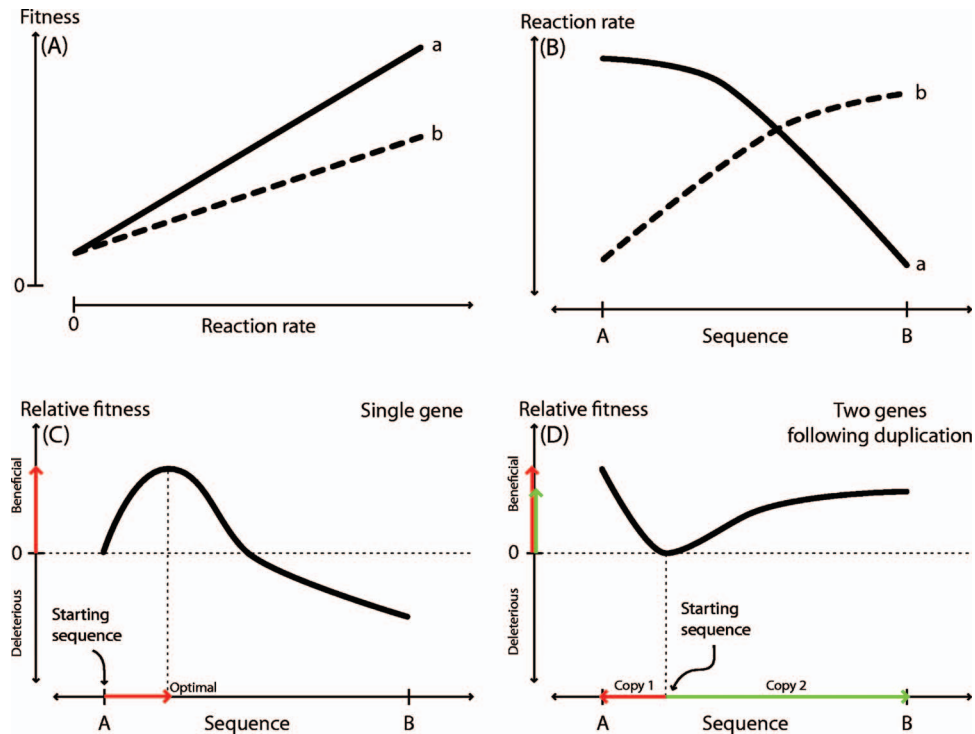 Fitness
(A)
a
b
0
0
Reaction rate
Reaction rate
(B)
b
a
A
Sequence
B
Relative fitness
Single gene
(C)
Beneficial
0
Deleterious
Starting
sequence
Optimal
A
Sequence
B
Relative fitness
Two genes
following duplication
(D)
Beneficial
0
Deleterious
Starting
sequence
Copy 1
Copy 2
A
Sequence
B